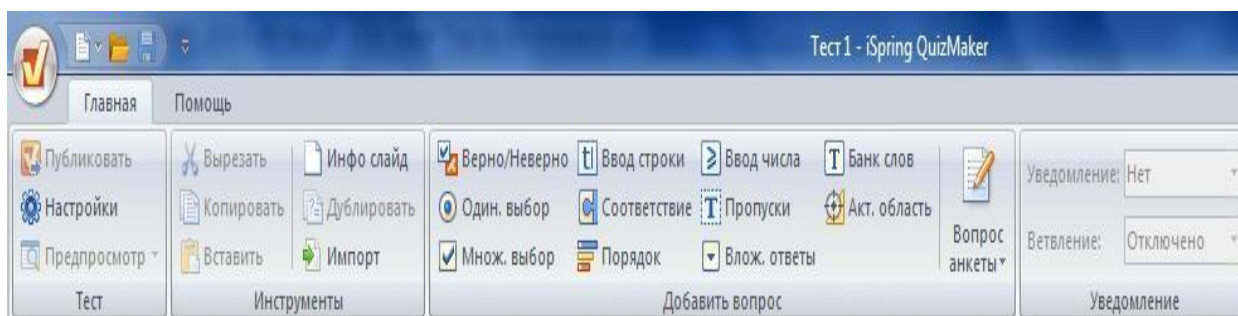 Тест1 - iSpring QuizMaker
Главная Помощь
Публиковать Вырезать Инфо слайд Верно/Неверно Ввод строки Ввод числа Банк слов Уведомление: Нет
Настройки Копировать Дублировать Один. выбор Соответствие Пропуски Акт. область
Предпросмотр Вставить Импорт Множ. выбор Порядок Влож. ответы Вопрос анкеты Ветвление: Отключено
Тест Инструменты Добавить вопрос Уведомление